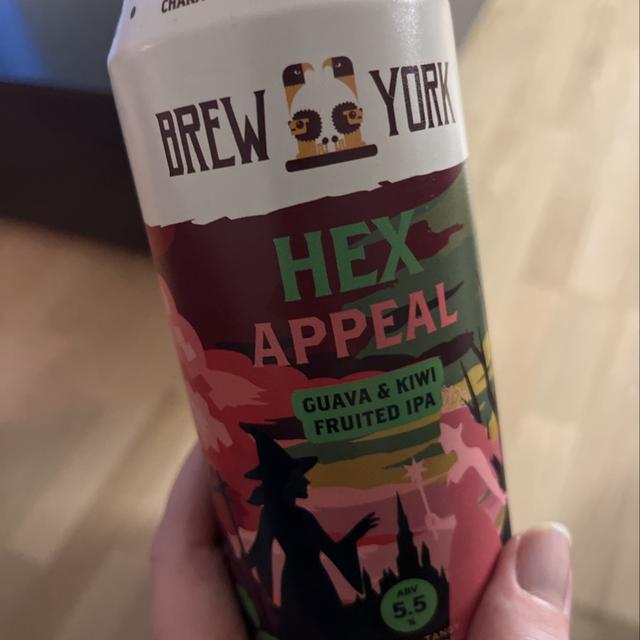 BREW YORK
HEX
APPEAL
GUAVA & KIWI
FRUITED IPA
ABV
5.5
%